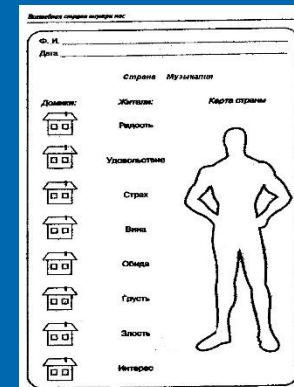 Волшебная страна внутри нас
Ф. И.
Дата
Страна Музыкалия
Домики: Жители: Карта страны
Радость
Удовольствие
Страх
Вина
Обида
Грусть
Злость
Интерес